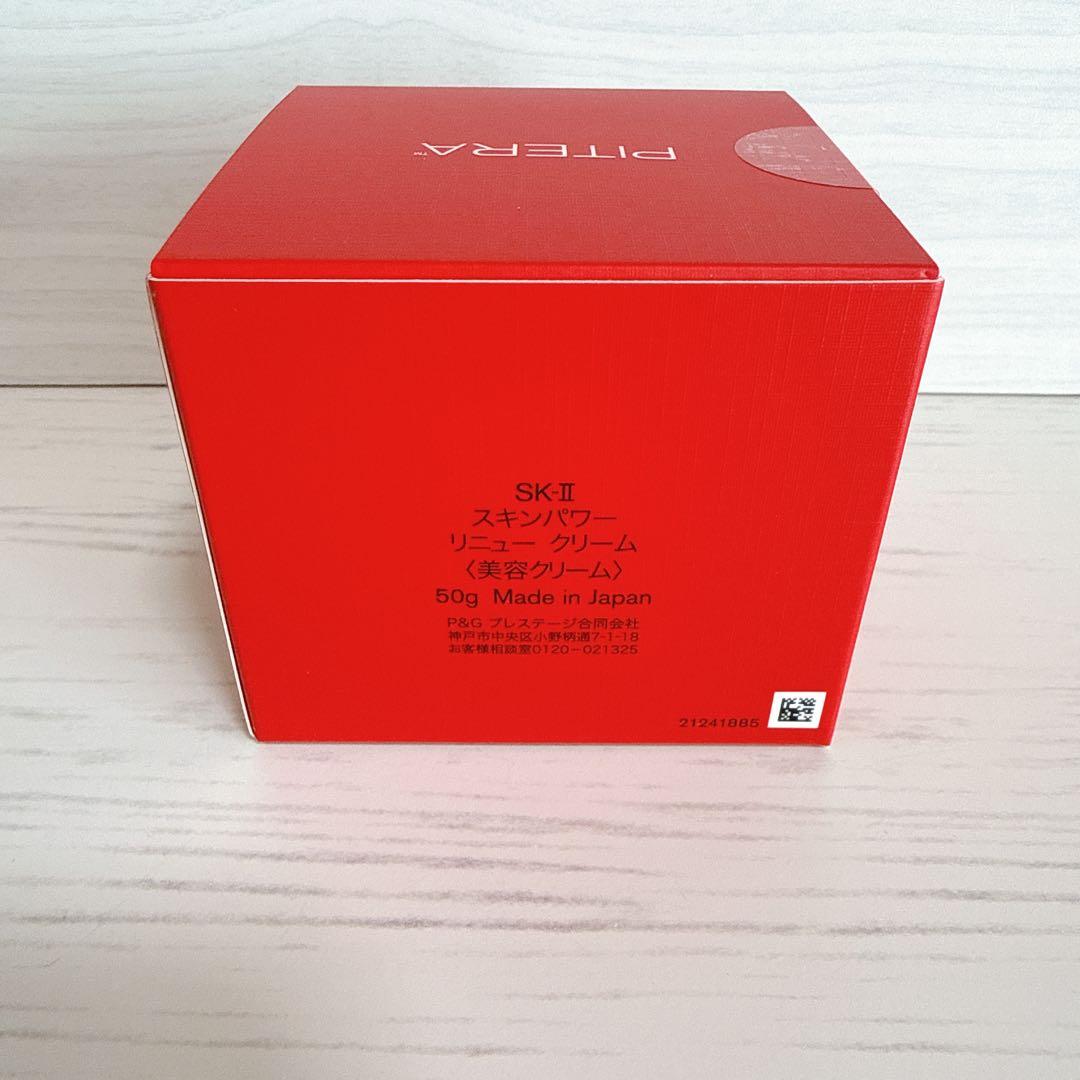 PITERA™
SK-Ⅱ
スキンパワー
リニュー クリーム
〈美容クリーム〉
50g Made in Japan
P&G プレステージ合同会社
神戸市中央区小野柄通7-1-18
お客様相談室0120-021325
21241885